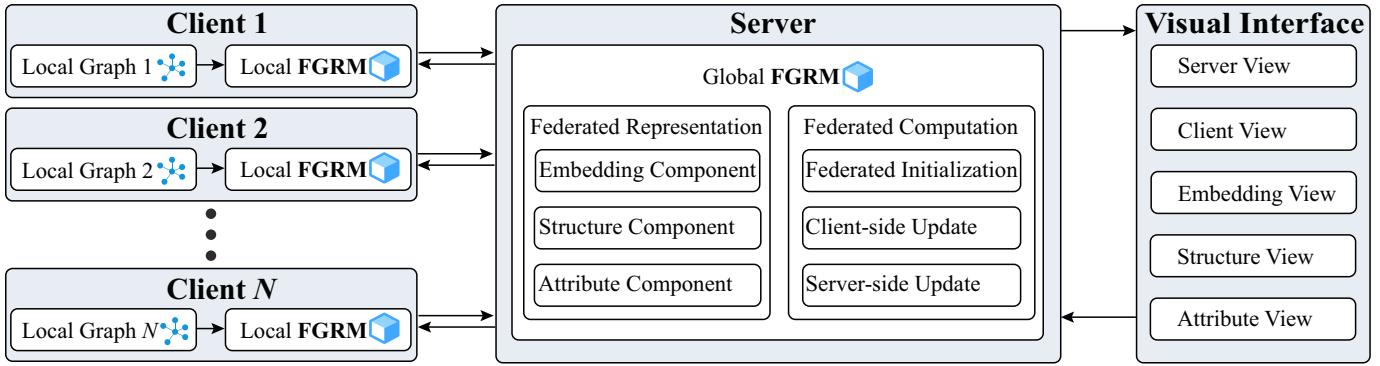 Client 1
Local Graph 1
Local FGRM
Client 2
Local Graph 2
Local FGRM
Client N
Local Graph N
Local FGRM
Server
Global FGRM
Federated Representation
Embedding Component
Structure Component
Attribute Component
Federated Computation
Federated Initialization
Client-side Update
Server-side Update
Visual Interface
Server View
Client View
Embedding View
Structure View
Attribute View